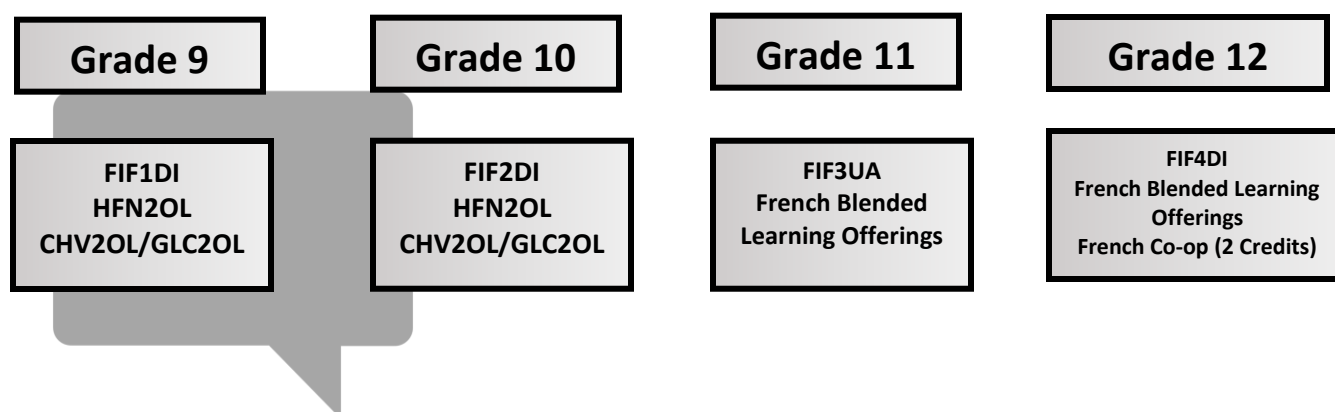 Grade 9
Grade 10
Grade 11
Grade 12
FIF1DI
HFN2OL
CHV2OL/GLC2OL
FIF2DI
HFN2OL
CHV2OL/GLC2OL
FIF3UA
French Blended
Learning Offerings
FIF4DI
French Blended Learning
Offerings
French Co-op (2 Credits)